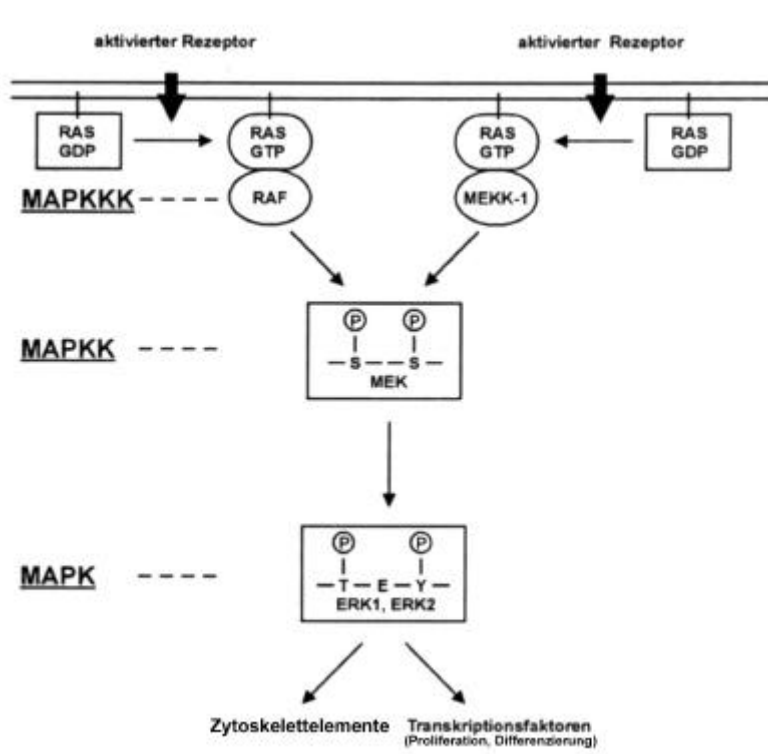 aktivierter Rezeptor
aktivierter Rezeptor
RAS
GDP
RAS
GTP
RAS
GTP
RAS
GDP
MAPKKK
RAF
MEKK-1
P
P
MAPKK
S
S
MEK
P
P
MAPK
T E Y
ERK1, ERK2
Zytoskelettelemente
Transkriptionsfaktoren
(Proliferation, Differenzierung)